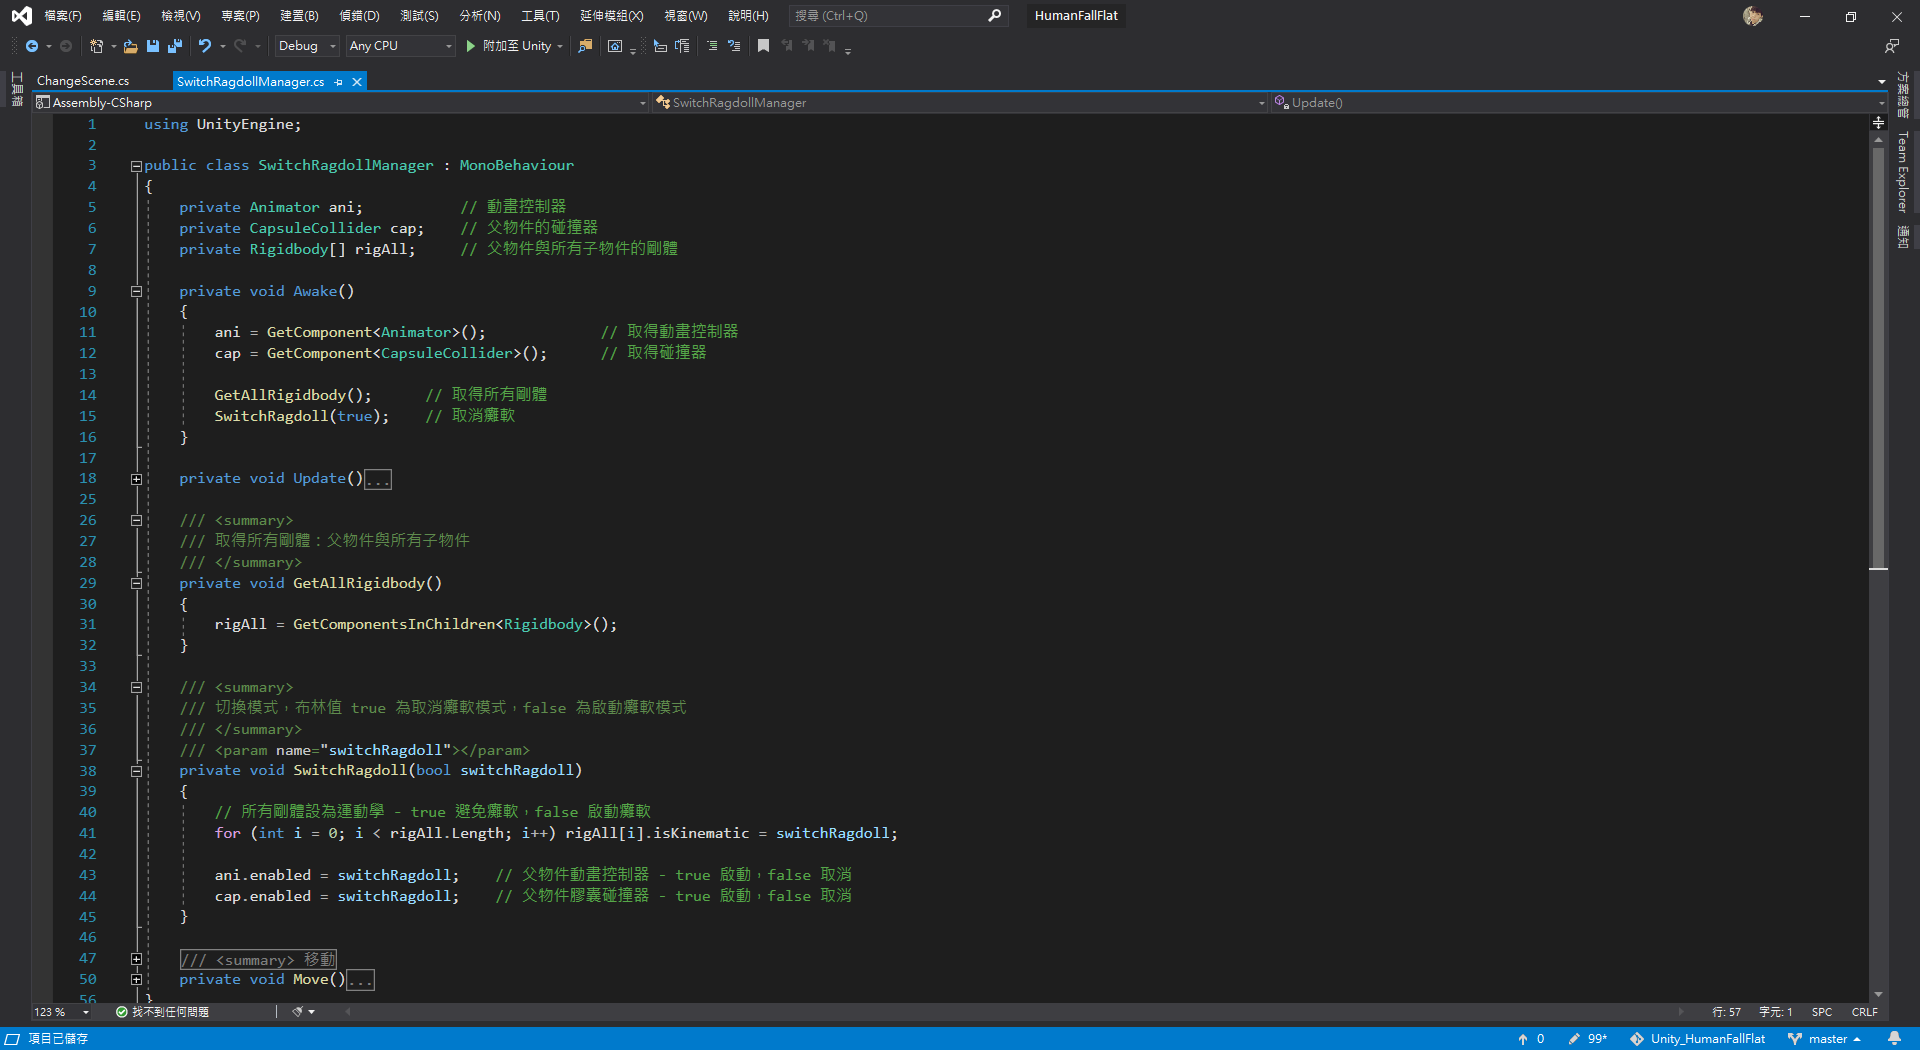 檔案(F) 編輯(E) 檢視(V) 專案(P) 建置(B) 偵錯(D) 測試(S) 分析(N) 工具(T) 延伸模組(X) 視窗(W) 說明(H) 搜尋 (Ctrl+Q) HumanFallFlat
Debug Any CPU 附加至 Unity
ChangeScene.cs SwitchRagdollManager.cs
Assembly-CSharp SwitchRagdollManager Update()
工具箱
方案總管
Team Explorer
通知
1 using UnityEngine;
2
3 public class SwitchRagdollManager : MonoBehaviour
4 {
5 private Animator ani; // 動畫控制器
6 private CapsuleCollider cap; // 父物件的碰撞器
7 private Rigidbody[] rigAll; // 父物件與所有子物件的剛體
8
9 private void Awake()
10 {
11 ani = GetComponent<Animator>(); // 取得動畫控制器
12 cap = GetComponent<CapsuleCollider>(); // 取得碰撞器
13
14 GetAllRigidbody(); // 取得所有剛體
15 SwitchRagdoll(true); // 取消癱軟
16 }
17
18 private void Update()...
25
26 /// <summary>
27 /// 取得所有剛體：父物件與所有子物件
28 /// </summary>
29 private void GetAllRigidbody()
30 {
31 rigAll = GetComponentsInChildren<Rigidbody>();
32 }
33
34 /// <summary>
35 /// 切換模式，布林值 true 為取消癱軟模式，false 為啟動癱軟模式
36 /// </summary>
37 /// <param name="switchRagdoll"></param>
38 private void SwitchRagdoll(bool switchRagdoll)
39 {
40 // 所有剛體設為運動學 - true 避免癱軟，false 啟動癱軟
41 for (int i = 0; i < rigAll.Length; i++) rigAll[i].isKinematic = switchRagdoll;
42
43 ani.enabled = switchRagdoll; // 父物件動畫控制器 - true 啟動，false 取消
44 cap.enabled = switchRagdoll; // 父物件膠囊碰撞器 - true 啟動，false 取消
45 }
46
47 /// <summary> 移動
50 private void Move()...
56 }
123 % 找不到任何問題 行: 57 字元: 1 SPC CRLF
項目已儲存 0 99* Unity_HumanFallFlat master